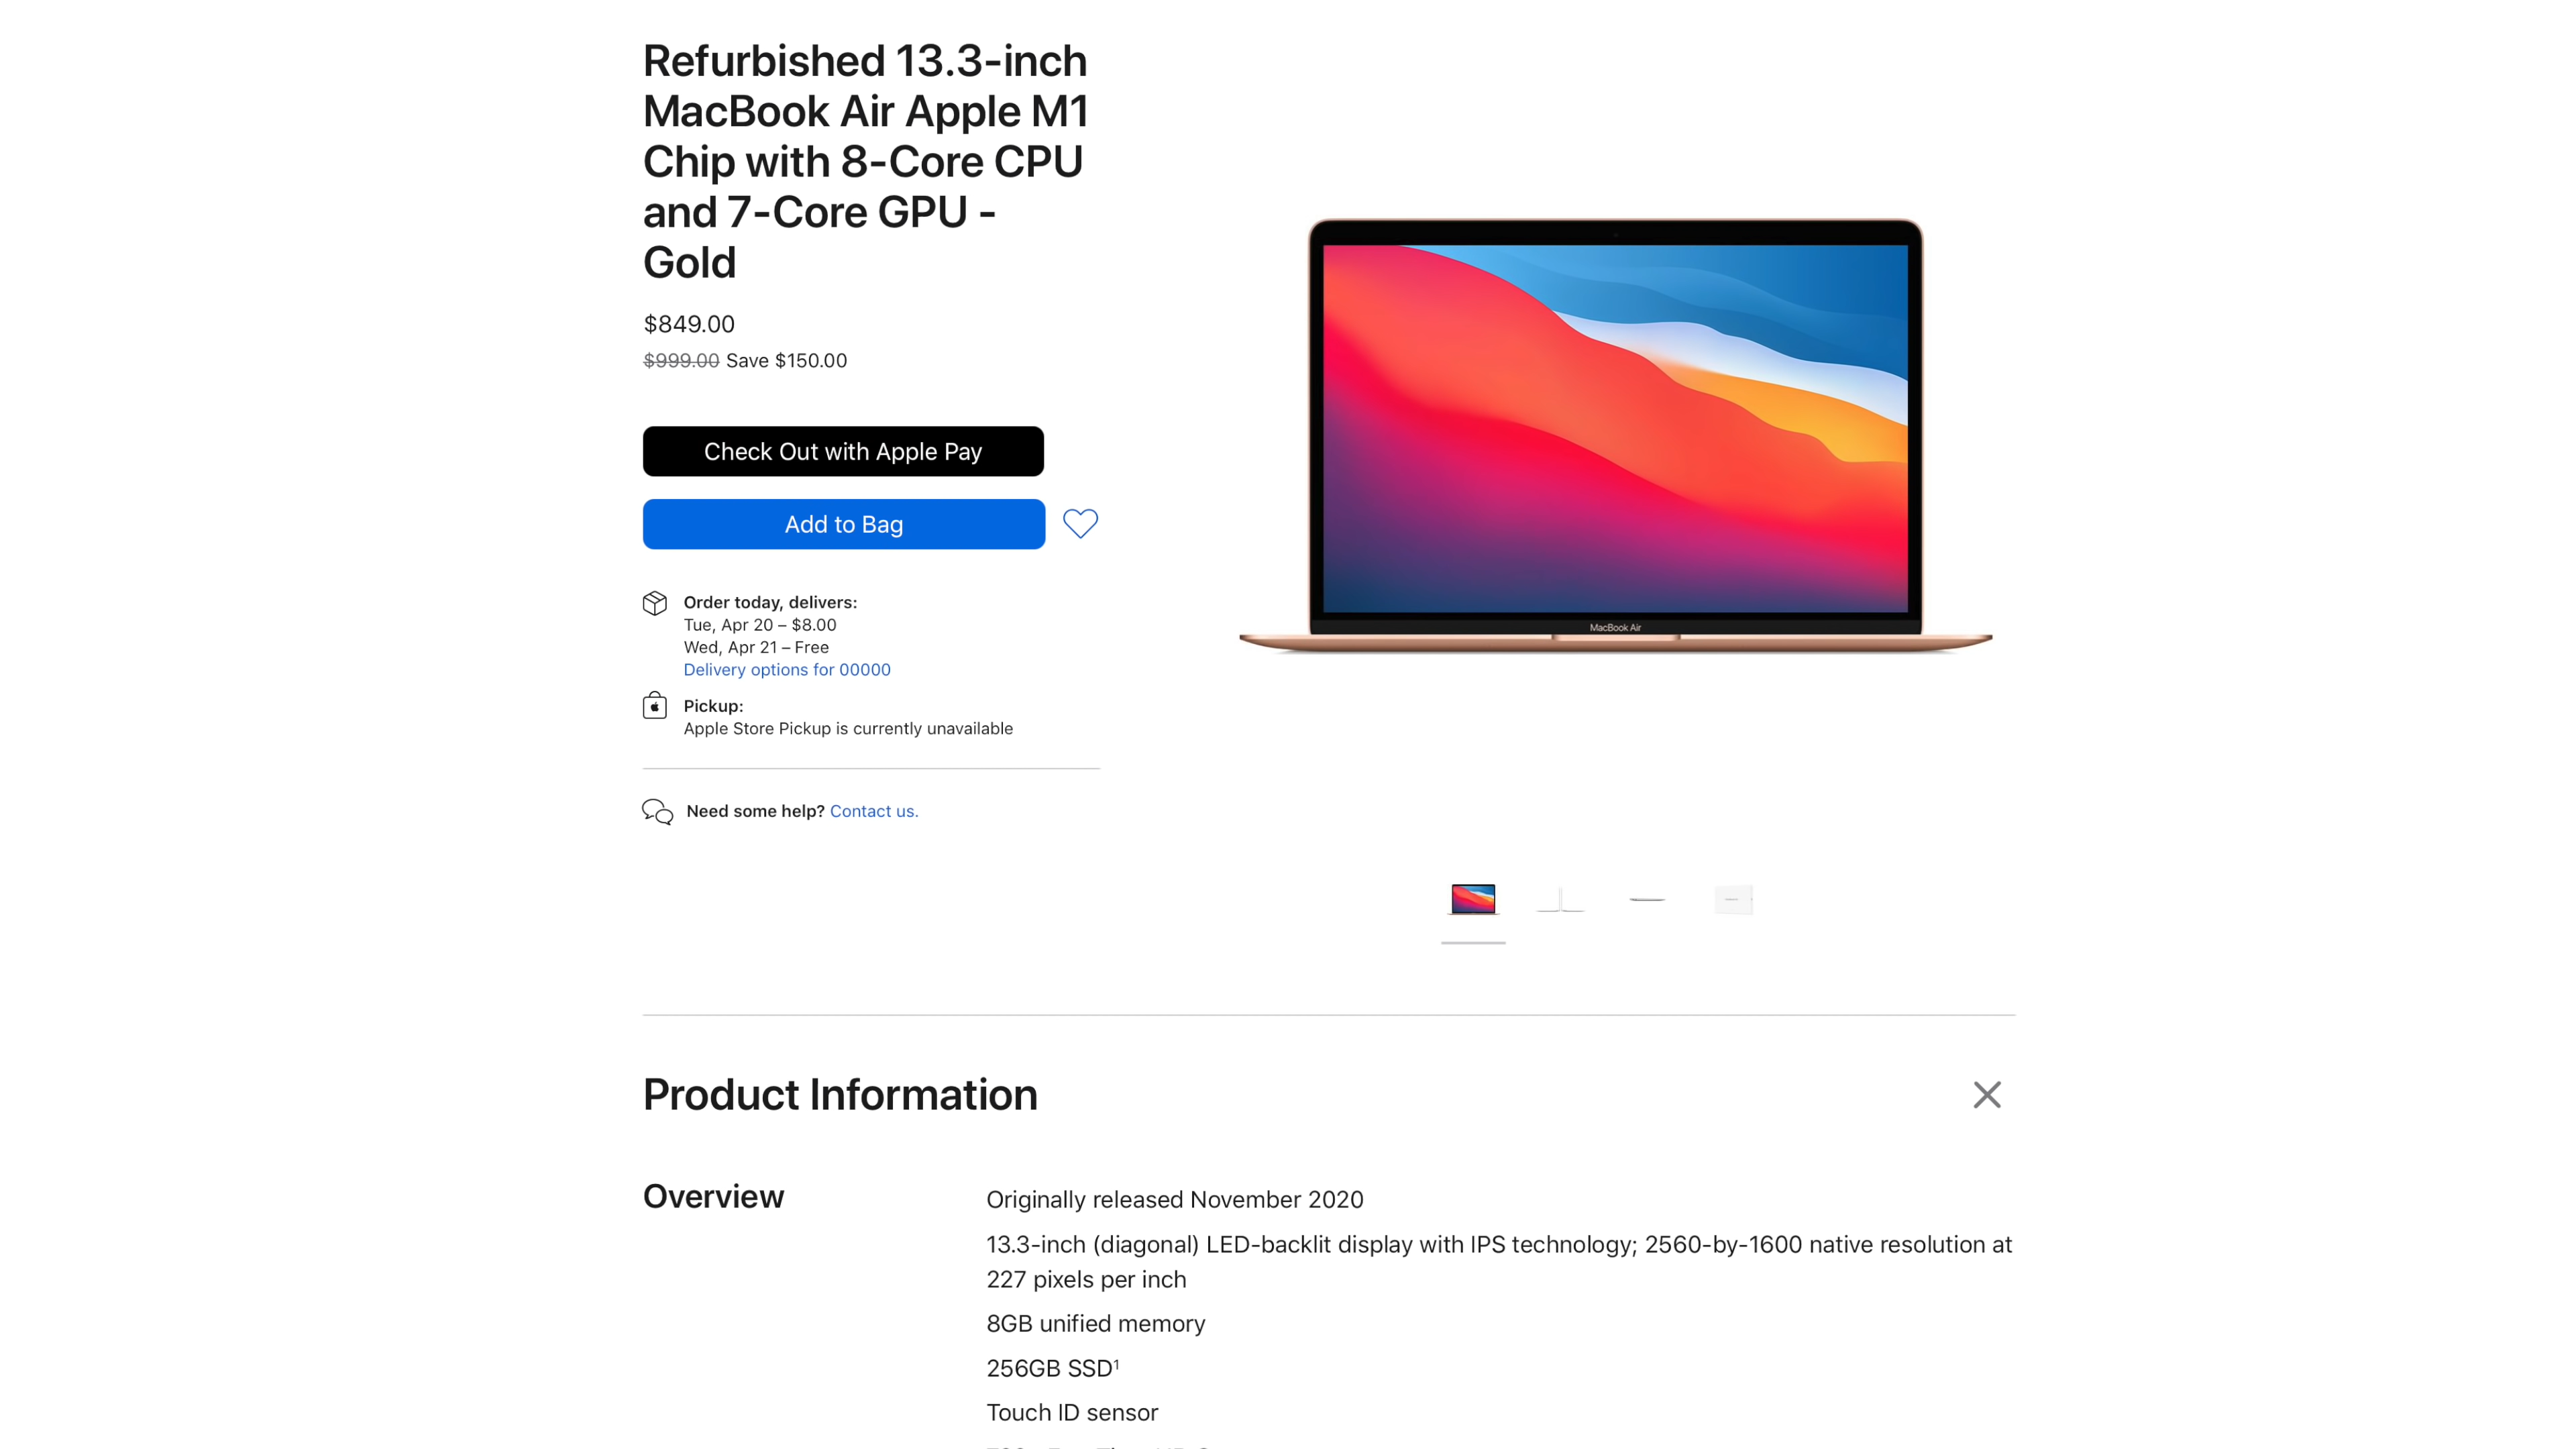 Refurbished 13.3-inch
MacBook Air Apple M1
Chip with 8-Core CPU
and 7-Core GPU -
Gold
$849.00
$999.00 Save $150.00
Check Out with Apple Pay
Add to Bag
Order today, delivers:
Tue, Apr 20 – $8.00
Wed, Apr 21 – Free
Delivery options for 00000
Pickup:
Apple Store Pickup is currently unavailable
Need some help? Contact us.
MacBook Air
Product Information
Overview
Originally released November 2020
13.3-inch (diagonal) LED-backlit display with IPS technology; 2560-by-1600 native resolution at
227 pixels per inch
8GB unified memory
256GB SSD¹
Touch ID sensor